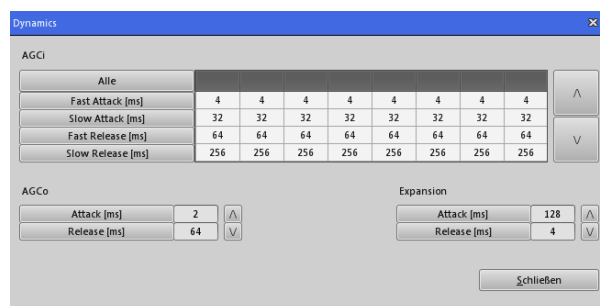 Dynamics
AGCi
Alle
Fast Attack [ms] 4 4 4 4 4 4 4 4
Slow Attack [ms] 32 32 32 32 32 32 32 32
Fast Release [ms] 64 64 64 64 64 64 64 64
Slow Release [ms] 256 256 256 256 256 256 256 256
AGCo Expansion
Attack [ms] 2 Attack [ms] 128
Release [ms] 64 Release [ms] 4
Schließen